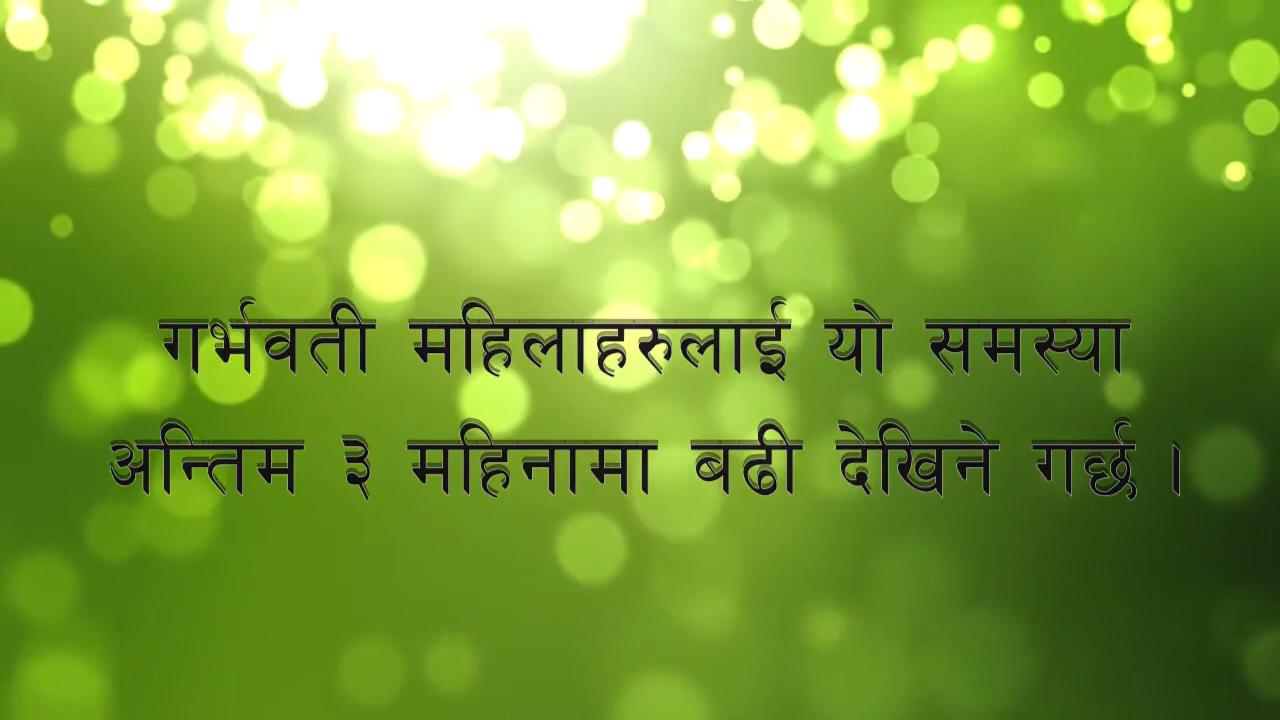 गर्भवती महिलाहरुलाई यो समस्या
अन्तिम ३ महिनामा बढी देखिने गर्छ ।